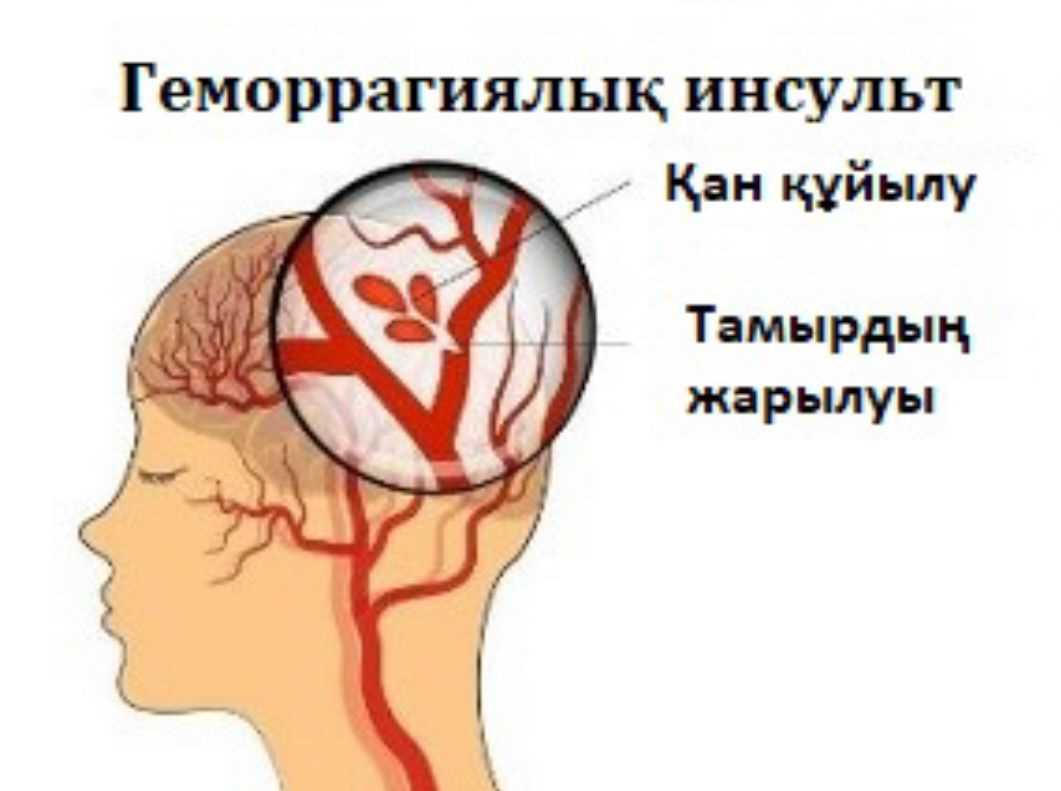 Геморрагиялық инсульт
Қан құйылу
Тамырдың
жарылуы